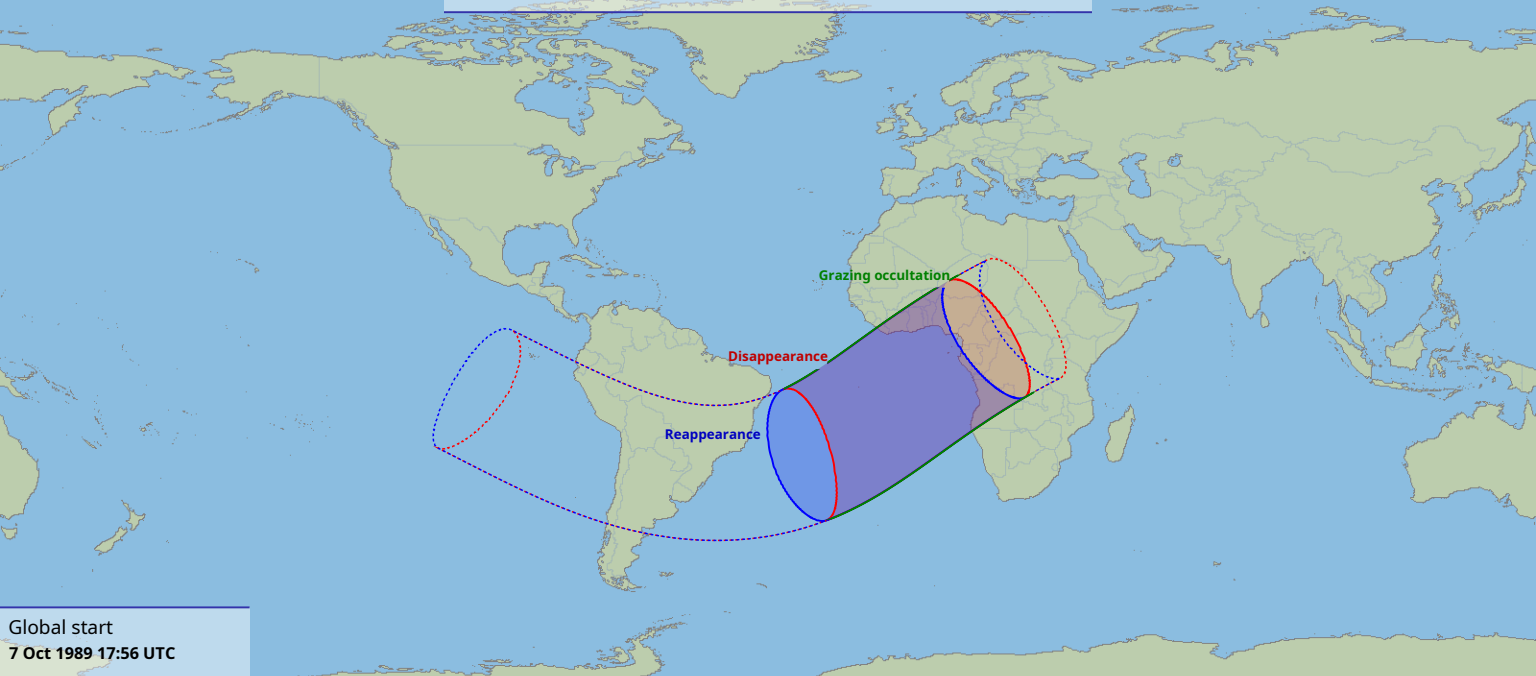 Grazing occultation
Disappearance
Reappearance
Global start
7 Oct 1989 17:56 UTC